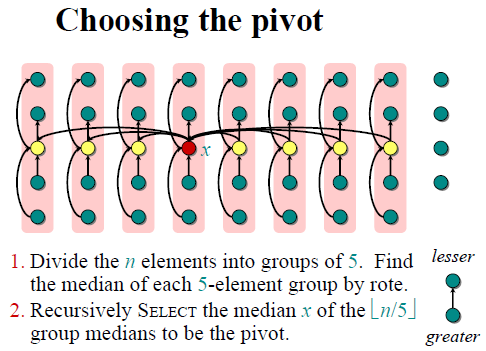 Choosing the pivot
x
1. Divide the n elements into groups of 5. Find
the median of each 5-element group by rote.
2. Recursively SELECT the median x of the ⌊n/5⌋
group medians to be the pivot.
lesser
greater